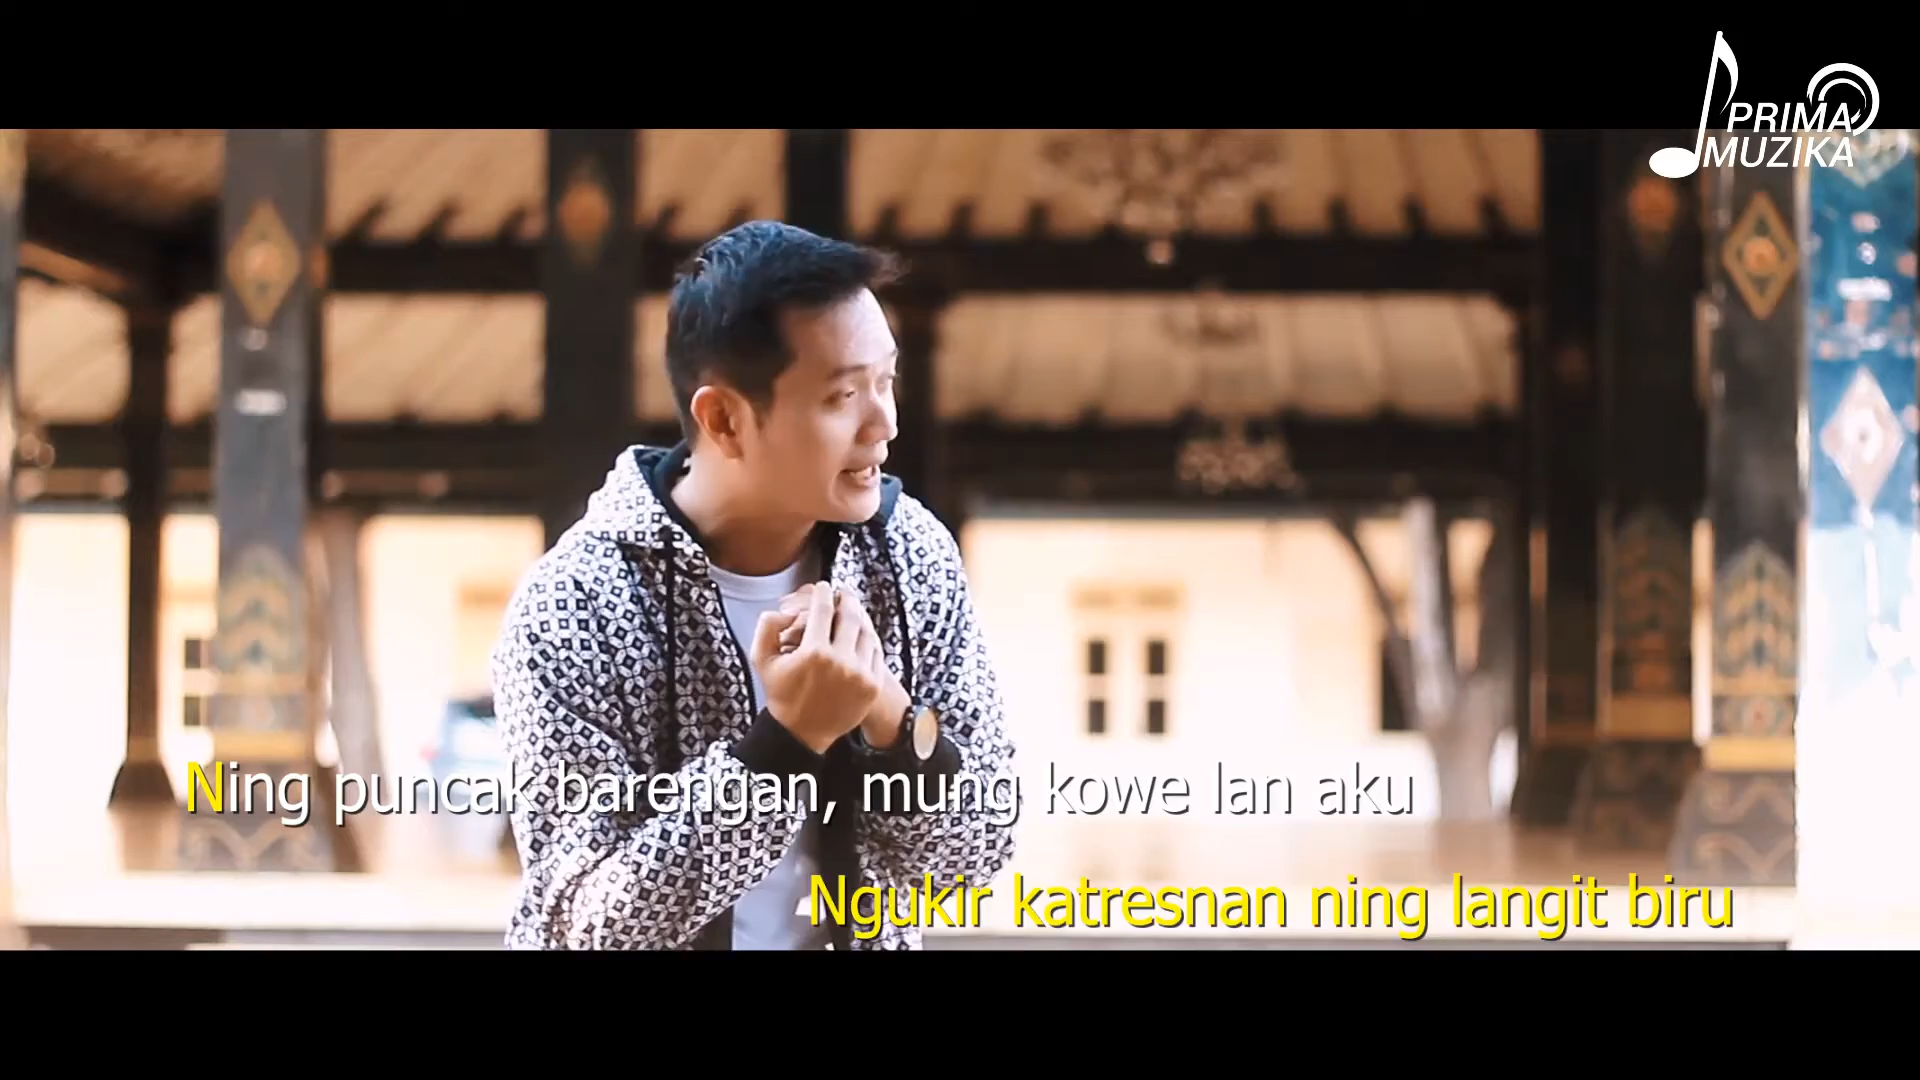 PRIMA
MUZIKA
Ning puncak barengan, mung kowe lan aku
Ngukir katresnan ning langit biru